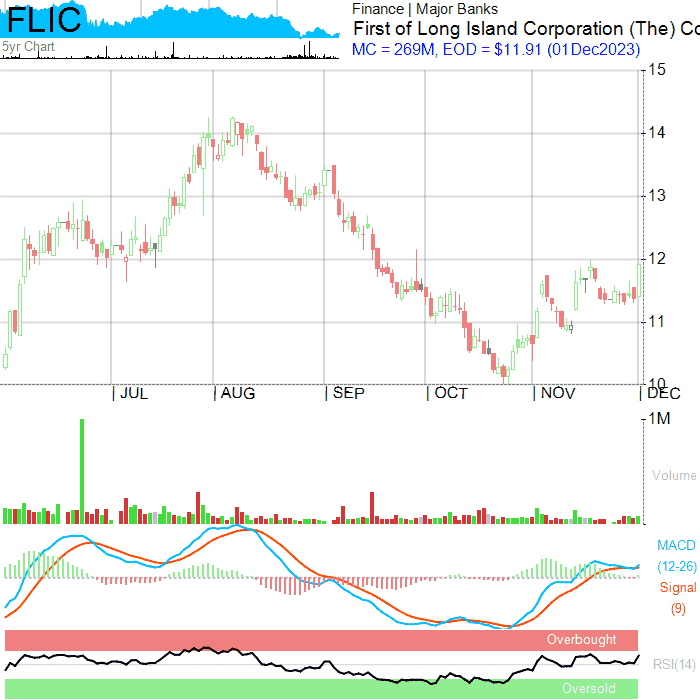 FLIC
5yr Chart
Finance | Major Banks
First of Long Island Corporation (The) Co
MC = 269M, EOD = $11.91 (01Dec2023)
15
14
13
12
11
10
| JUL
| AUG
| SEP
| OCT
| NOV
| DEC
1M
Volume
MACD
(12-26)
Signal
(9)
Overbought
RSI(14)
Oversold